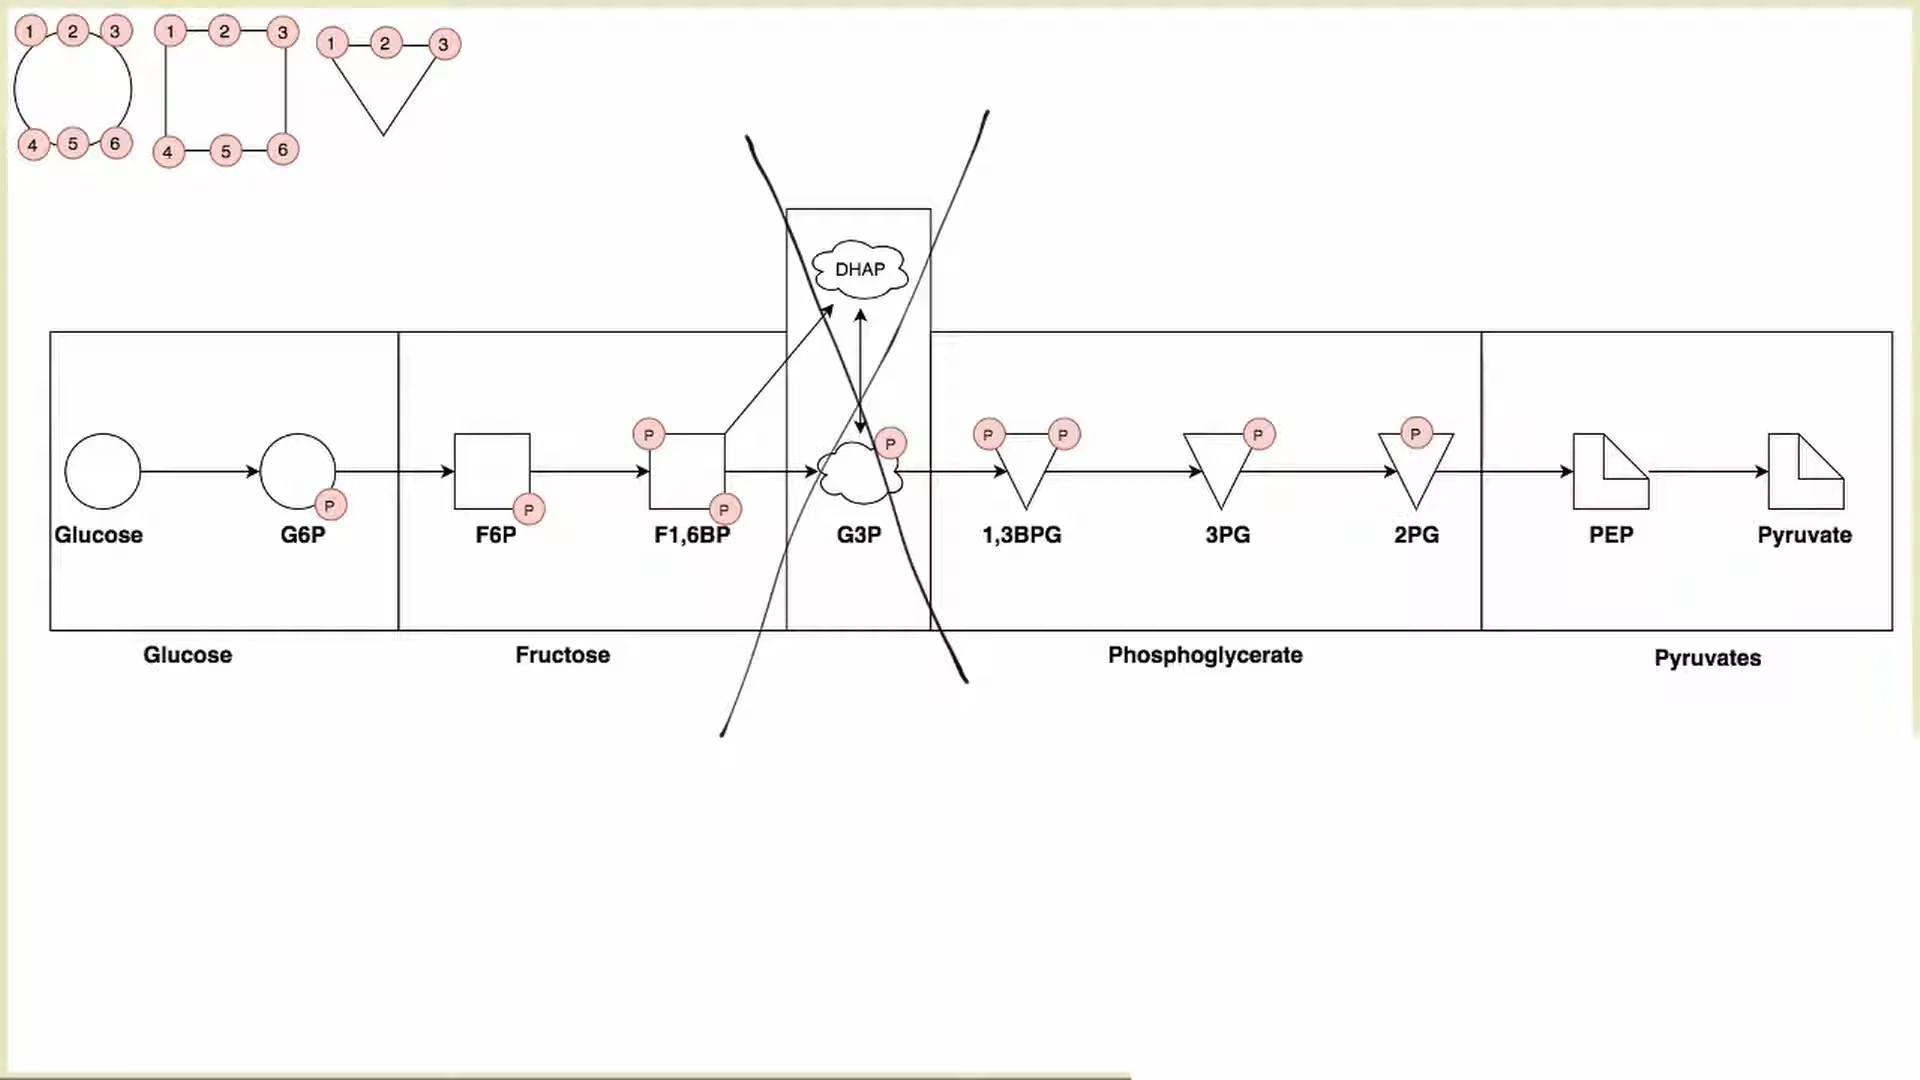 1 2 3 1 2 3 1 2 3
4 5 6 4 5 6
DHAP
P P P P P P
P P P
Glucose G6P F6P F1,6BP G3P 1,3BPG 3PG 2PG PEP Pyruvate
Glucose Fructose Phosphoglycerate Pyruvates